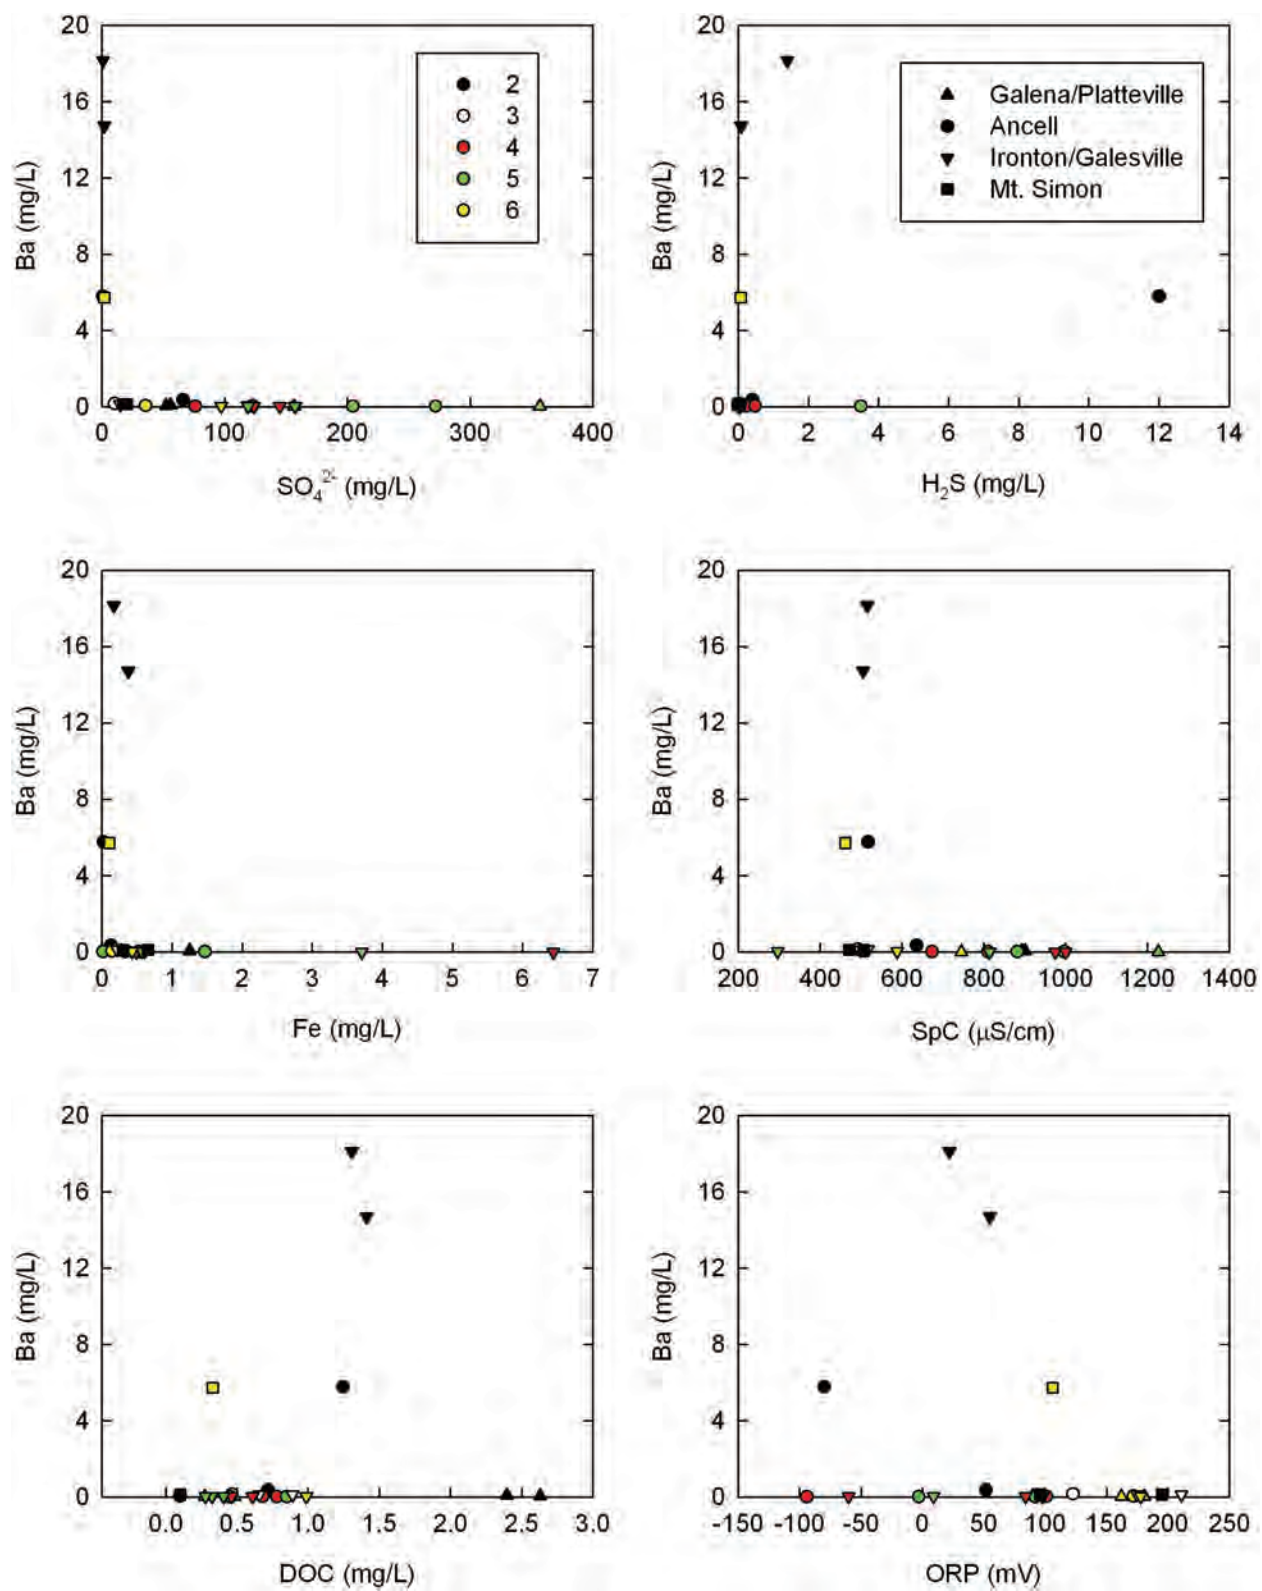 20
16
12
8
4
0
Ba (mg/L)
0 100 200 300 400
SO₄²⁻ (mg/L)
2
3
4
5
6
20
16
12
8
4
0
Ba (mg/L)
0 2 4 6 8 10 12 14
H₂S (mg/L)
Galena/Platteville
Ancell
Ironton/Galesville
Mt. Simon
20
16
12
8
4
0
Ba (mg/L)
0 1 2 3 4 5 6 7
Fe (mg/L)
20
16
12
8
4
0
Ba (mg/L)
200 400 600 800 1000 1200 1400
SpC (μS/cm)
20
16
12
8
4
0
Ba (mg/L)
0.0 0.5 1.0 1.5 2.0 2.5 3.0
DOC (mg/L)
20
16
12
8
4
0
Ba (mg/L)
-150 -100 -50 0 50 100 150 200 250
ORP (mV)